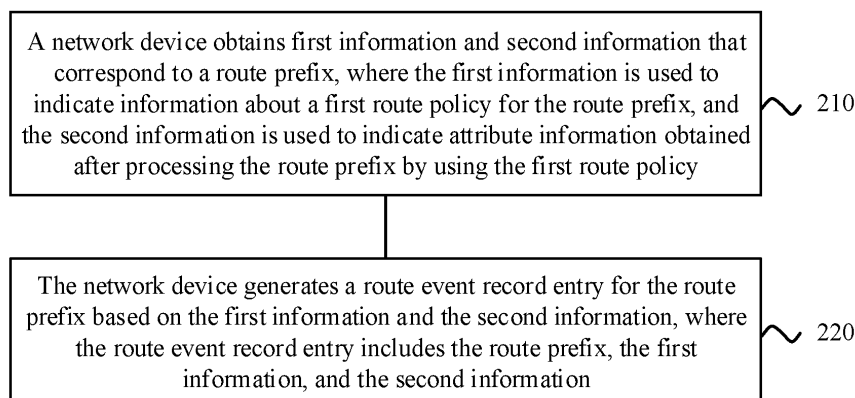 A network device obtains first information and second information that
correspond to a route prefix, where the first information is used to
indicate information about a first route policy for the route prefix, and
the second information is used to indicate attribute information obtained
after processing the route prefix by using the first route policy
210
The network device generates a route event record entry for the route
prefix based on the first information and the second information, where
the route event record entry includes the route prefix, the first
information, and the second information
220